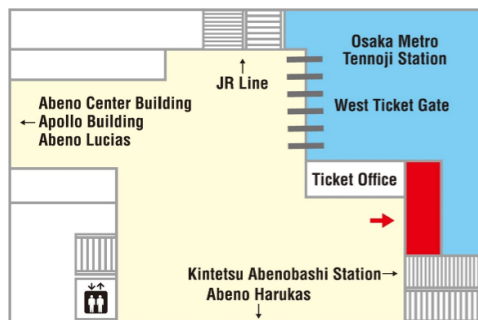 Osaka Metro
Tennoji Station
↑
JR Line
West Ticket Gate
Abeno Center Building
← Apollo Building
Abeno Lucias
Ticket Office
Kintetsu Abenobashi Station→
Abeno Harukas
↓